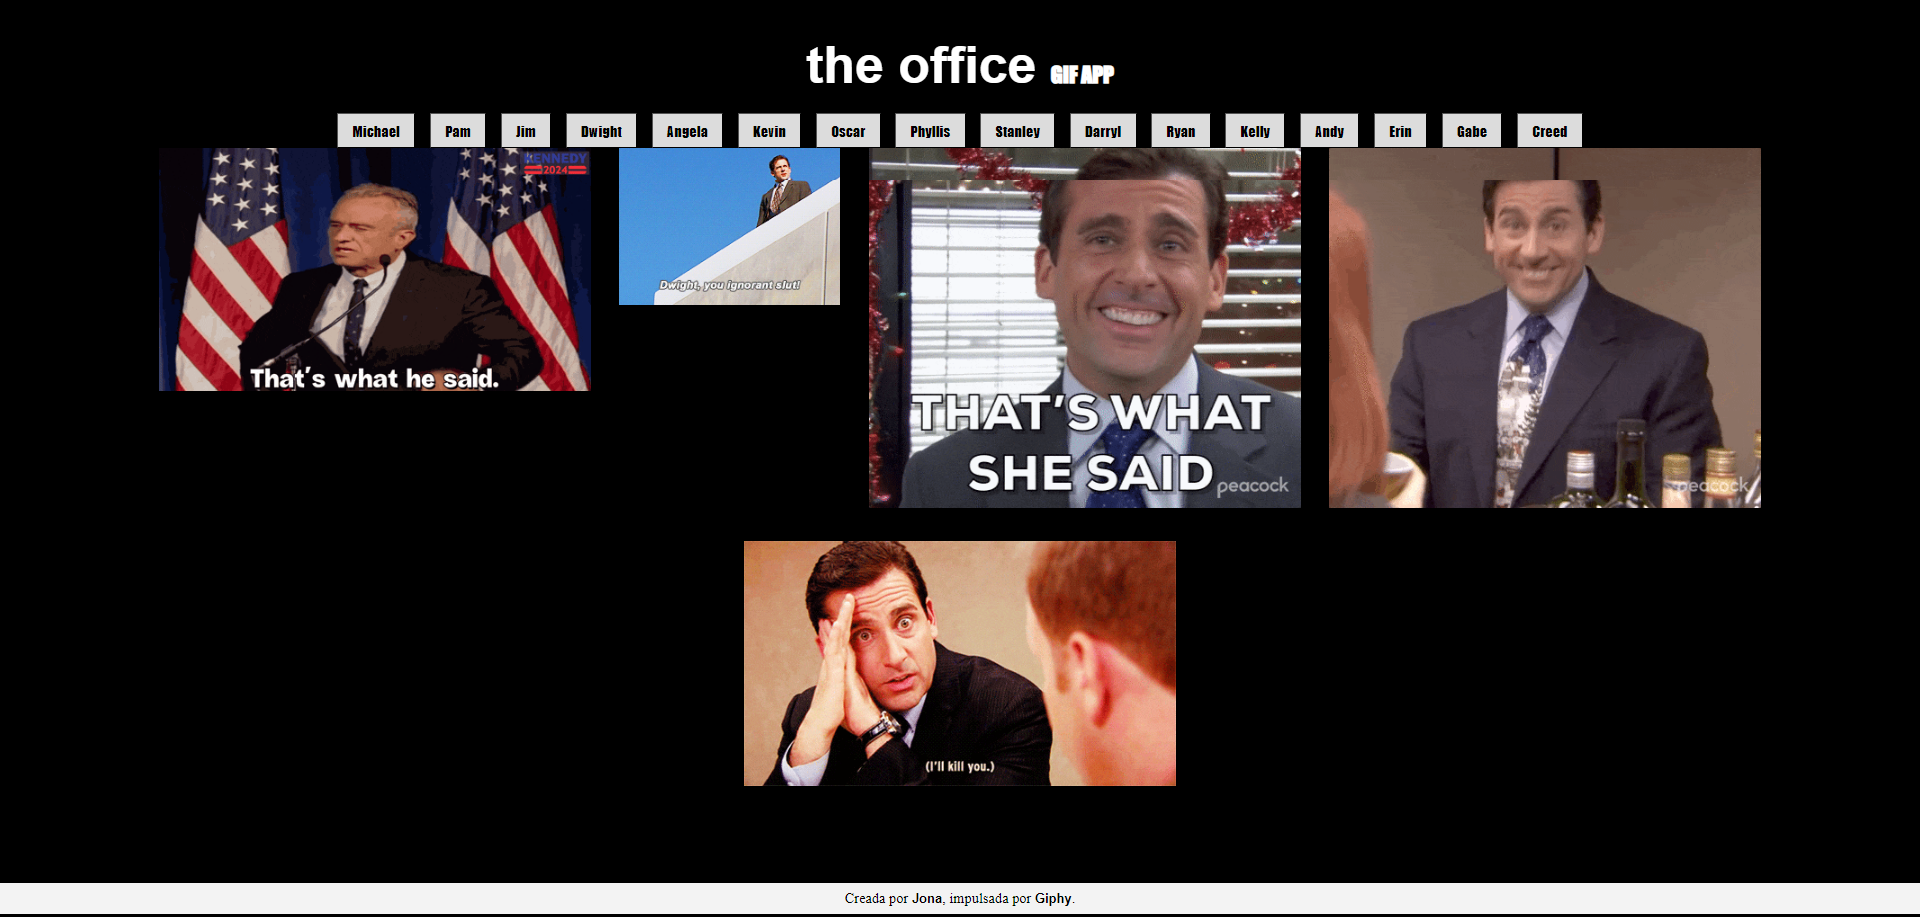 the office GIF APP
Michael Pam Jim Dwight Angela Kevin Oscar Phyllis Stanley Darryl Ryan Kelly Andy Erin Gabe Creed
KENNEDY
2024
That's what he said.
Dwight, you ignorant slut!
THAT'S WHAT
SHE SAID
peacock
peacock
(I'll kill you.)
Creada por Jona, impulsada por Giphy.